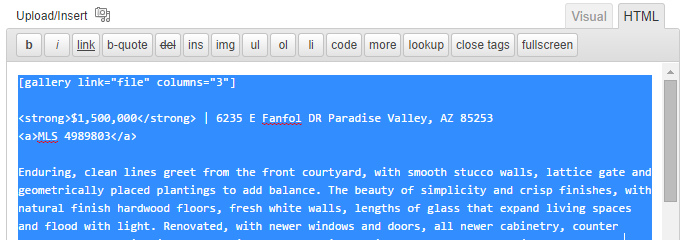 Upload/Insert Visual HTML
b i link b-quote del ins img ul ol li code more lookup close tags fullscreen
[gallery link="file" columns="3"]
<strong>$1,500,000</strong> | 6235 E Fanfol DR Paradise Valley, AZ 85253
<a>MLS 4989803</a>
Enduring, clean lines greet from the front courtyard, with smooth stucco walls, lattice gate and
geometrically placed plantings to add balance. The beauty of simplicity and crisp finishes, with
natural finish hardwood floors, fresh white walls, lengths of glass that expand living spaces
and flood with light. Renovated, with newer windows and doors, all newer cabinetry, counter